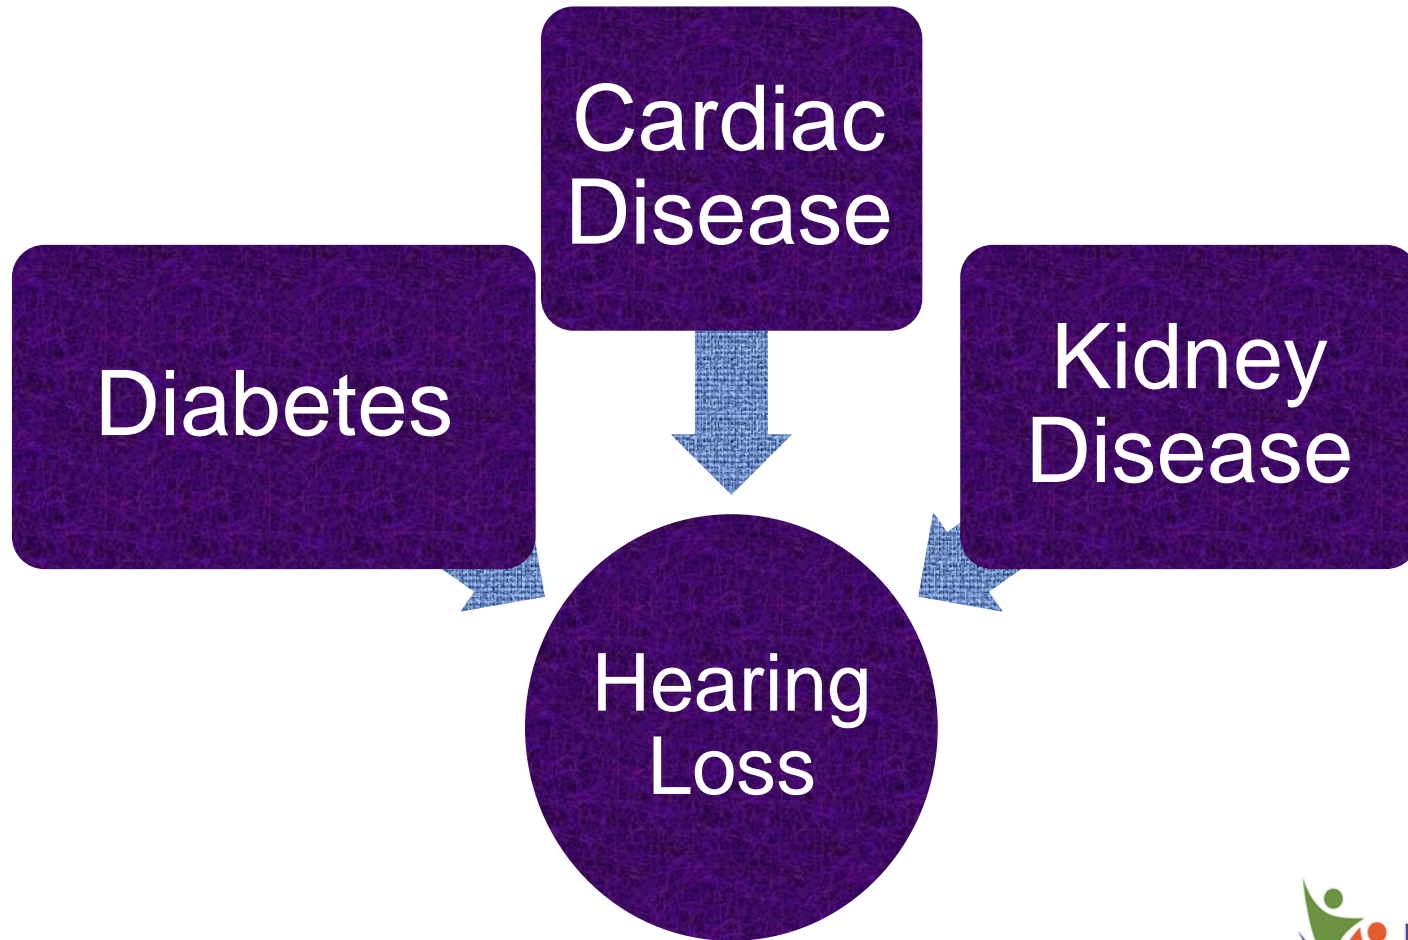 Cardiac
Disease
Diabetes
Kidney
Disease
Hearing
Loss